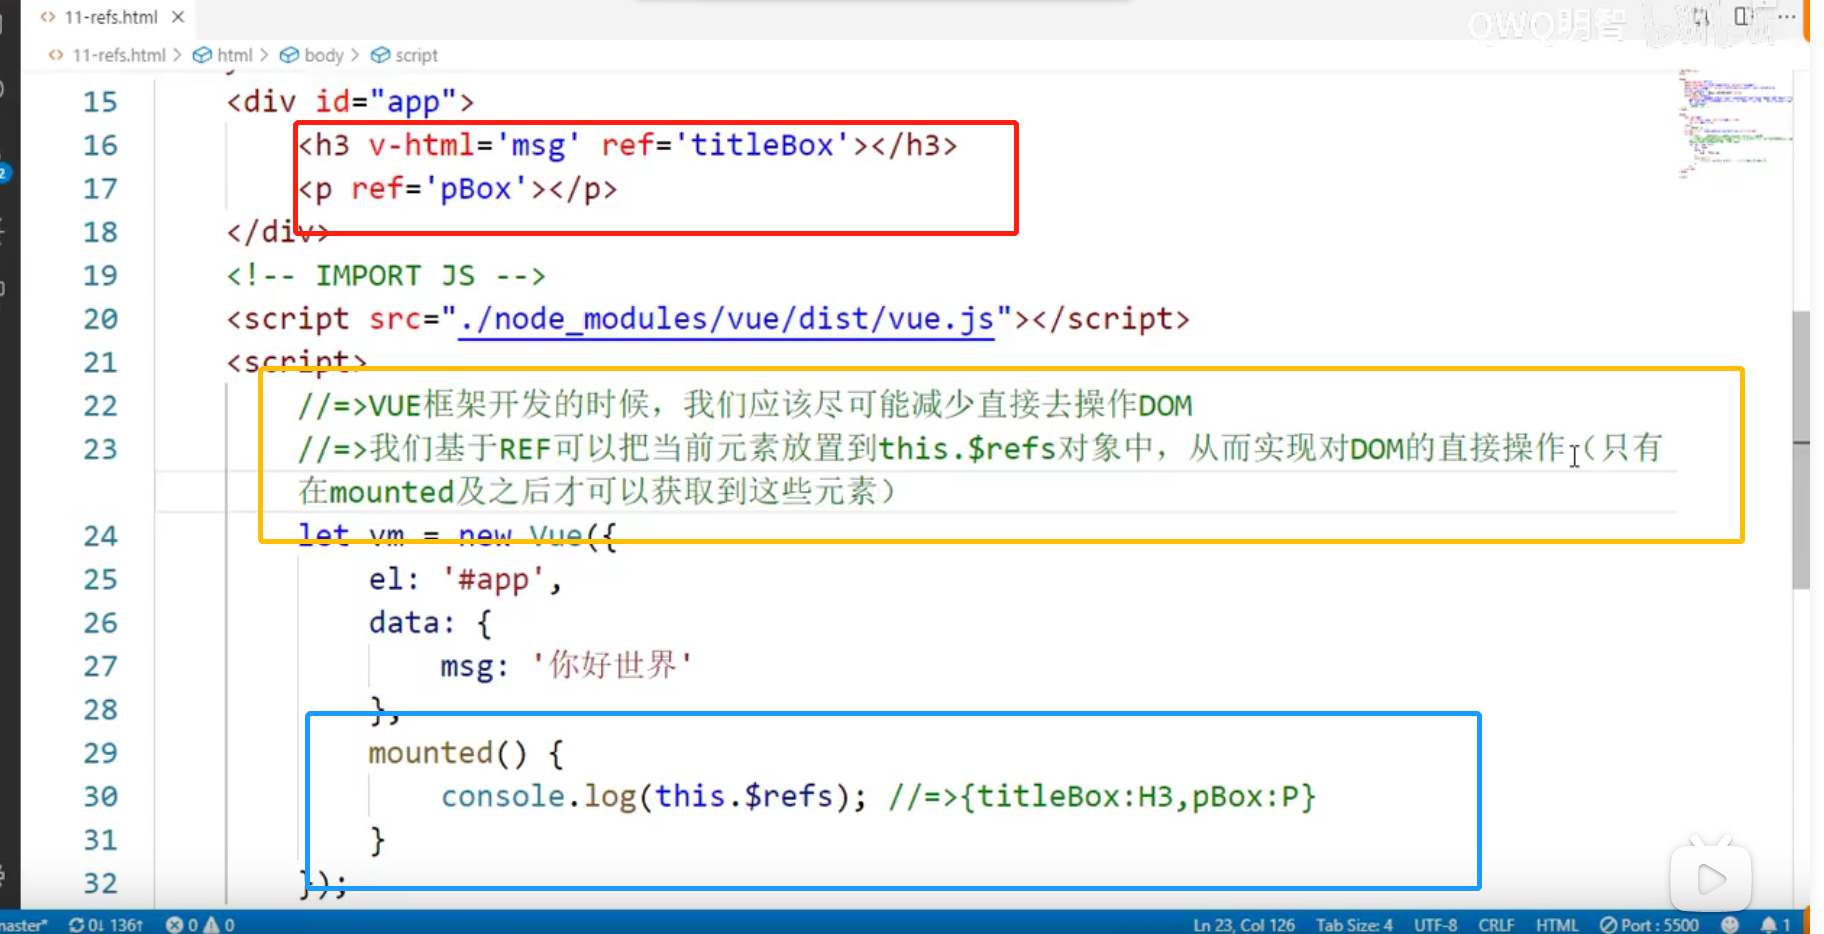 11-refs.html
QWQ明智
11-refs.html > html > body > script
15 <div id="app">
16 <h3 v-html='msg' ref='titleBox'></h3>
17 <p ref='pBox'></p>
18 </div>
19 <!-- IMPORT JS -->
20 <script src="./node_modules/vue/dist/vue.js"></script>
21 <script>
22 //=>VUE框架开发的时候，我们应该尽可能减少直接去操作DOM
23 //=>我们基于REF可以把当前元素放置到this.$refs对象中，从而实现对DOM的直接操作（只有
在mounted及之后才可以获取到这些元素）
24 let vm = new Vue({
25 el: '#app',
26 data: {
27 msg: '你好世界'
28 },
29 mounted() {
30 console.log(this.$refs); //=>{titleBox:H3,pBox:P}
31 }
32 });
master* 0↓ 136↑ 0 0 Ln 23, Col 126 Tab Size: 4 UTF-8 CRLF HTML Port : 5500 1